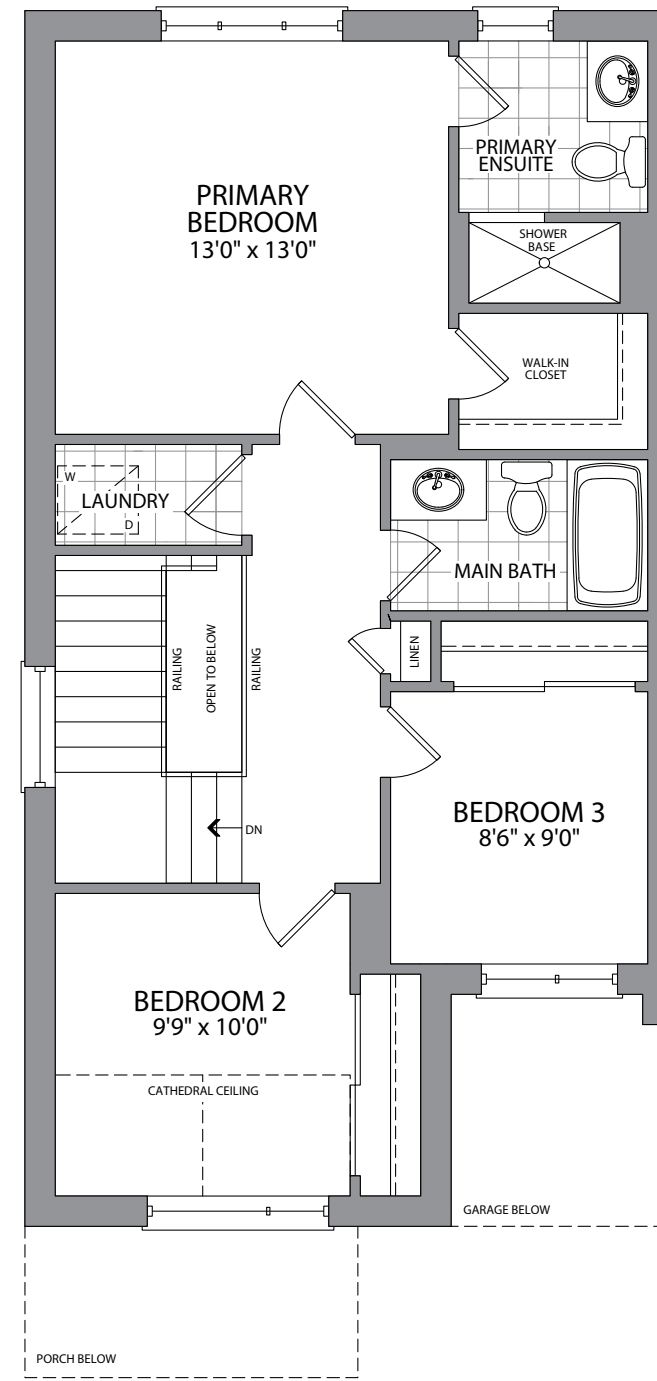 PRIMARY
BEDROOM
13'0" x 13'0"
PRIMARY
ENSUITE
SHOWER
BASE
WALK-IN
CLOSET
W
LAUNDRY
D
MAIN BATH
LINEN
RAILING
OPEN TO BELOW
RAILING
DN
BEDROOM 3
8'6" x 9'0"
BEDROOM 2
9'9" x 10'0"
CATHEDRAL CEILING
GARAGE BELOW
PORCH BELOW